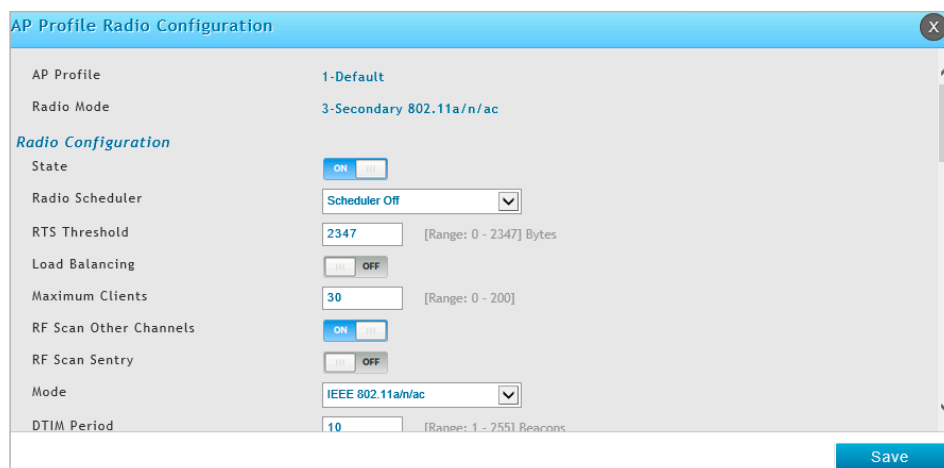 AP Profile Radio Configuration
X
AP Profile 1-Default
Radio Mode 3-Secondary 802.11a/n/ac
Radio Configuration
State ON
Radio Scheduler Scheduler Off
RTS Threshold 2347 [Range: 0 - 2347] Bytes
Load Balancing OFF
Maximum Clients 30 [Range: 0 - 200]
RF Scan Other Channels ON
RF Scan Sentry OFF
Mode IEEE 802.11a/n/ac
DTIM Period 10 [Range: 1 - 255] Beacons
Save